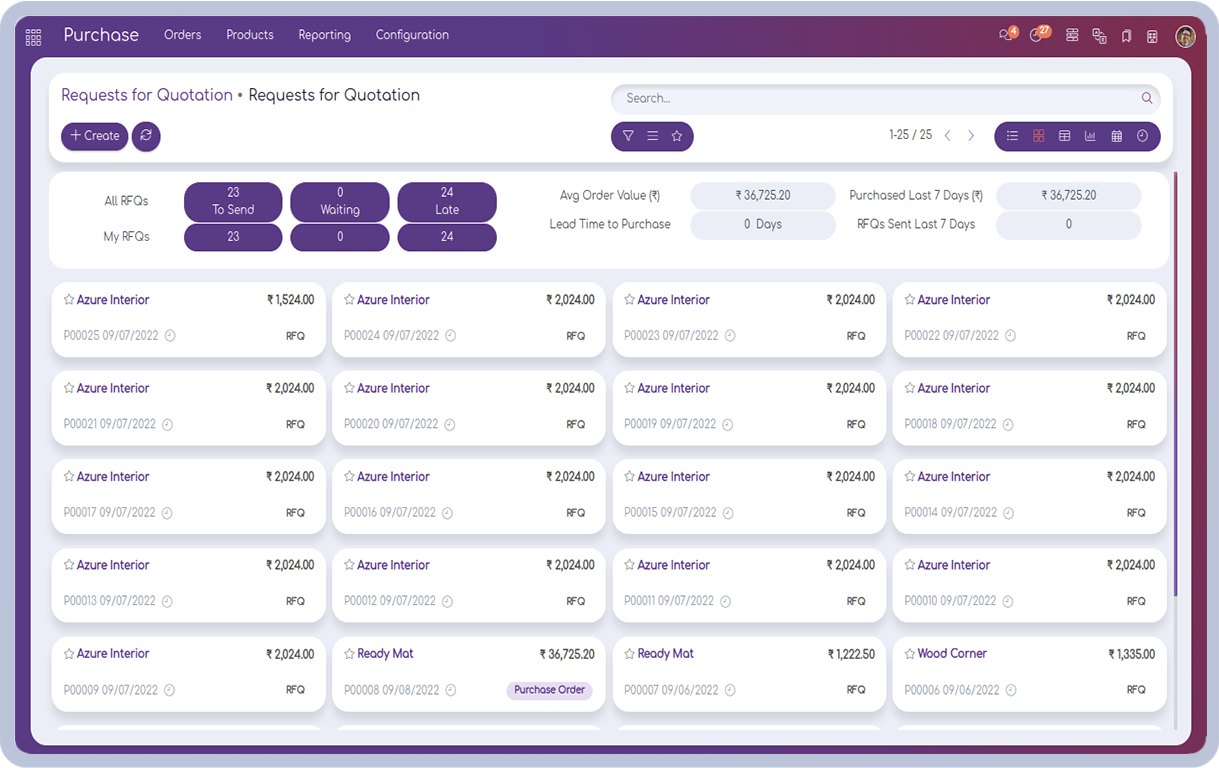 Purchase Orders Products Reporting Configuration 4 27
Requests for Quotation • Requests for Quotation
Search...
+ Create
1-25 / 25
All RFQs
23 To Send
0 Waiting
24 Late
My RFQs
23
0
24
Avg Order Value (₹) ₹ 36,725.20 Purchased Last 7 Days (₹) ₹ 36,725.20
Lead Time to Purchase 0 Days RFQs Sent Last 7 Days 0
Azure Interior ₹ 1,524.00 Azure Interior ₹ 2,024.00 Azure Interior ₹ 2,024.00 Azure Interior ₹ 2,024.00
P00025 09/07/2022 RFQ P00024 09/07/2022 RFQ P00023 09/07/2022 RFQ P00022 09/07/2022 RFQ
Azure Interior ₹ 2,024.00 Azure Interior ₹ 2,024.00 Azure Interior ₹ 2,024.00 Azure Interior ₹ 2,024.00
P00021 09/07/2022 RFQ P00020 09/07/2022 RFQ P00019 09/07/2022 RFQ P00018 09/07/2022 RFQ
Azure Interior ₹ 2,024.00 Azure Interior ₹ 2,024.00 Azure Interior ₹ 2,024.00 Azure Interior ₹ 2,024.00
P00017 09/07/2022 RFQ P00016 09/07/2022 RFQ P00015 09/07/2022 RFQ P00014 09/07/2022 RFQ
Azure Interior ₹ 2,024.00 Azure Interior ₹ 2,024.00 Azure Interior ₹ 2,024.00 Azure Interior ₹ 2,024.00
P00013 09/07/2022 RFQ P00012 09/07/2022 RFQ P00011 09/07/2022 RFQ P00010 09/07/2022 RFQ
Azure Interior ₹ 2,024.00 Ready Mat ₹ 36,725.20 Ready Mat ₹ 1,222.50 Wood Corner ₹ 1,335.00
P00009 09/07/2022 RFQ P00008 09/08/2022 Purchase Order P00007 09/06/2022 RFQ P00006 09/06/2022 RFQ